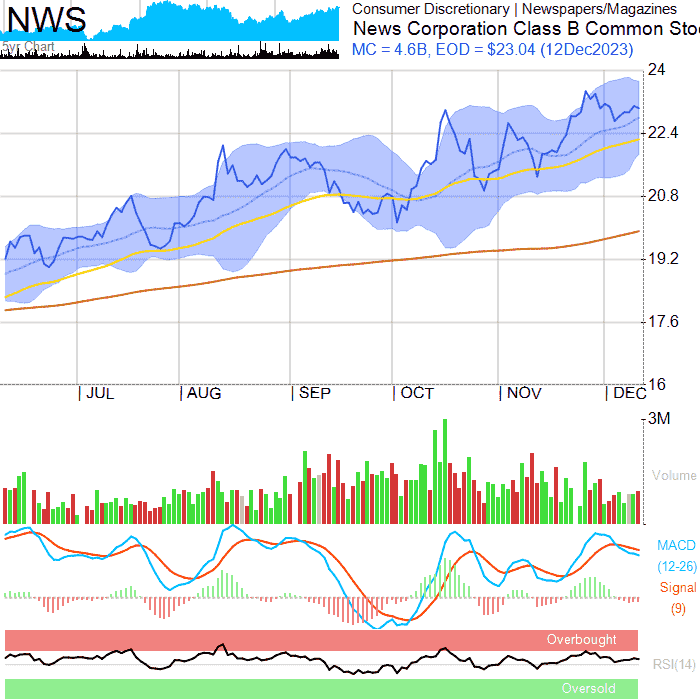 NWS
5yr Chart
Consumer Discretionary | Newspapers/Magazines
News Corporation Class B Common Sto
MC = 4.6B, EOD = $23.04 (12Dec2023)
24
22.4
20.8
19.2
17.6
16
JUL
AUG
SEP
OCT
NOV
DEC
3M
Volume
MACD
(12-26)
Signal
(9)
Overbought
RSI(14)
Oversold